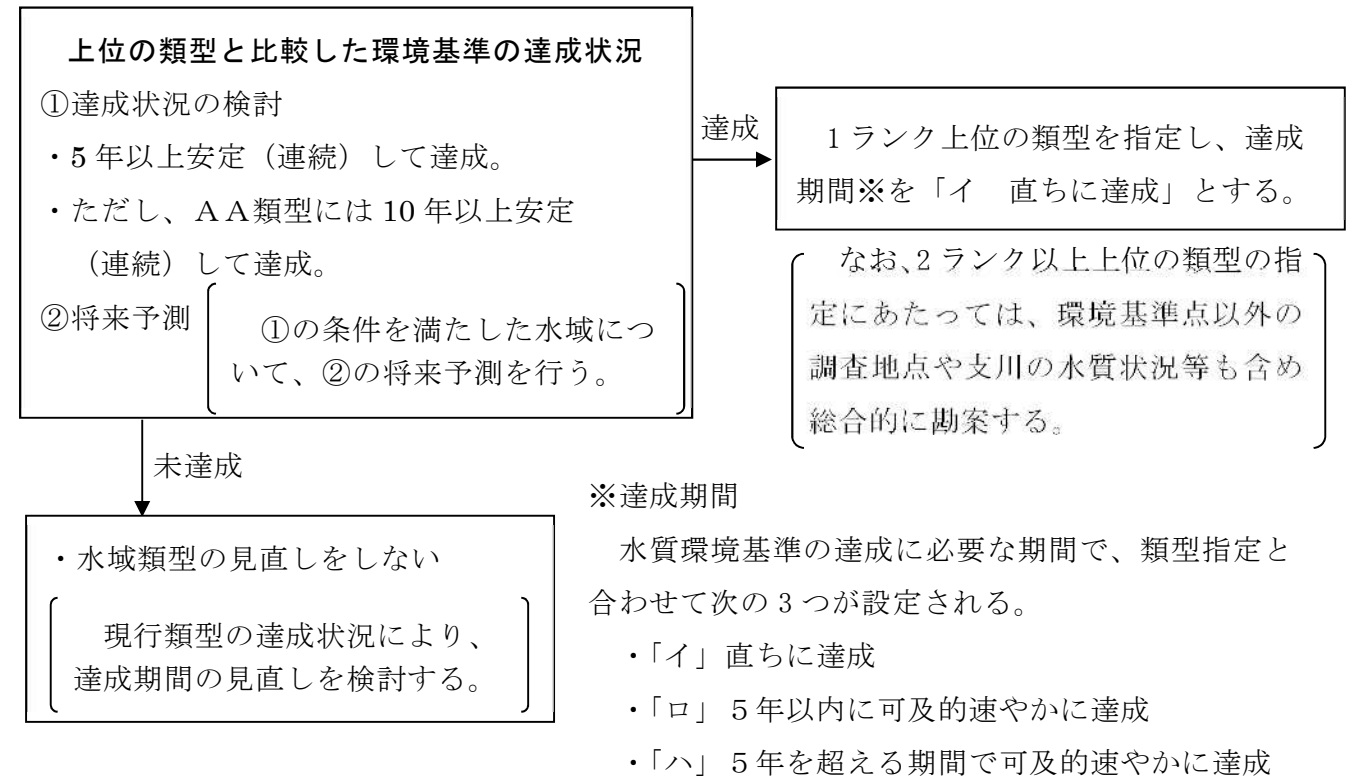 上位の類型と比較した環境基準の達成状況
①達成状況の検討
・5年以上安定（連続）して達成。
・ただし、ＡＡ類型には10年以上安定
（連続）して達成。
②将来予測
①の条件を満たした水域につ
いて、②の将来予測を行う。
達成
1ランク上位の類型を指定し、達成
期間※を「イ　直ちに達成」とする。
なお、2ランク以上上位の類型の指
定にあたっては、環境基準点以外の
調査地点や支川の水質状況等も含め
総合的に勘案する。
未達成
・水域類型の見直しをしない
現行類型の達成状況により、
達成期間の見直しを検討する。
※達成期間
水質環境基準の達成に必要な期間で、類型指定と
合わせて次の3つが設定される。
・「イ」直ちに達成
・「ロ」５年以内に可及的速やかに達成
・「ハ」５年を超える期間で可及的速やかに達成